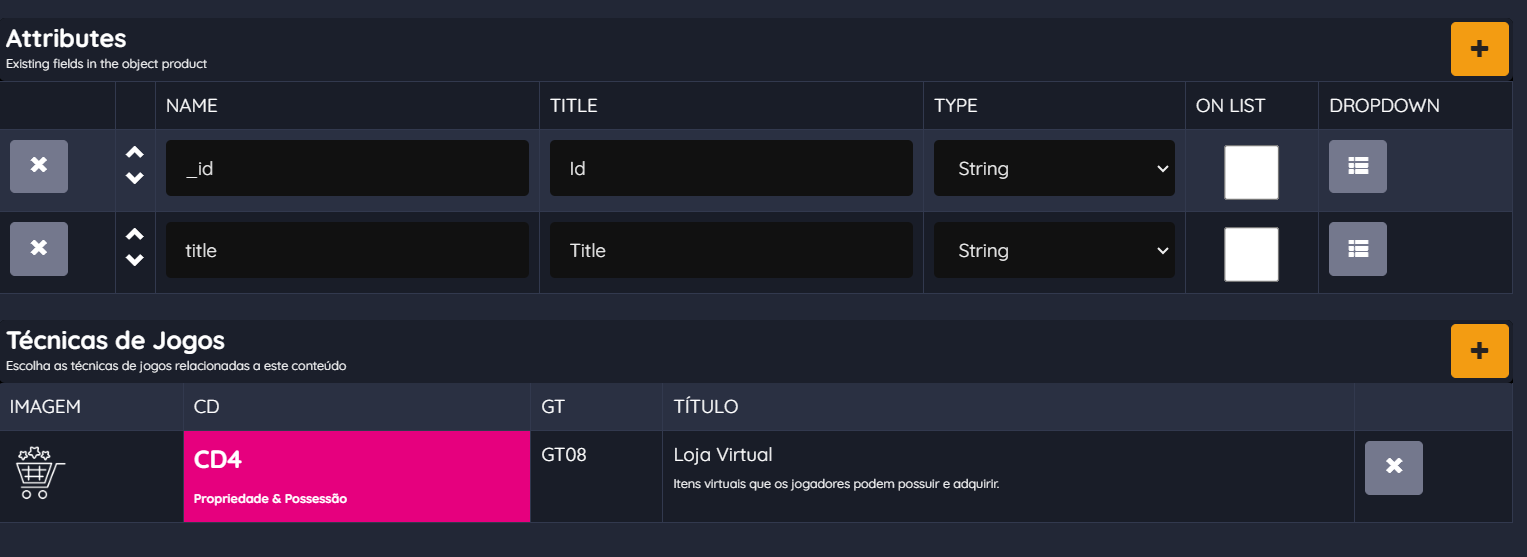 Attributes
Existing fields in the object product
NAME TITLE TYPE ON LIST DROPDOWN
_id Id String
title Title String
Técnicas de Jogos
Escolha as técnicas de jogos relacionadas a este conteúdo
IMAGEM CD GT TÍTULO
CD4 GT08 Loja Virtual
Propriedade & Possessão Itens virtuais que os jogadores podem possuir e adquirir.